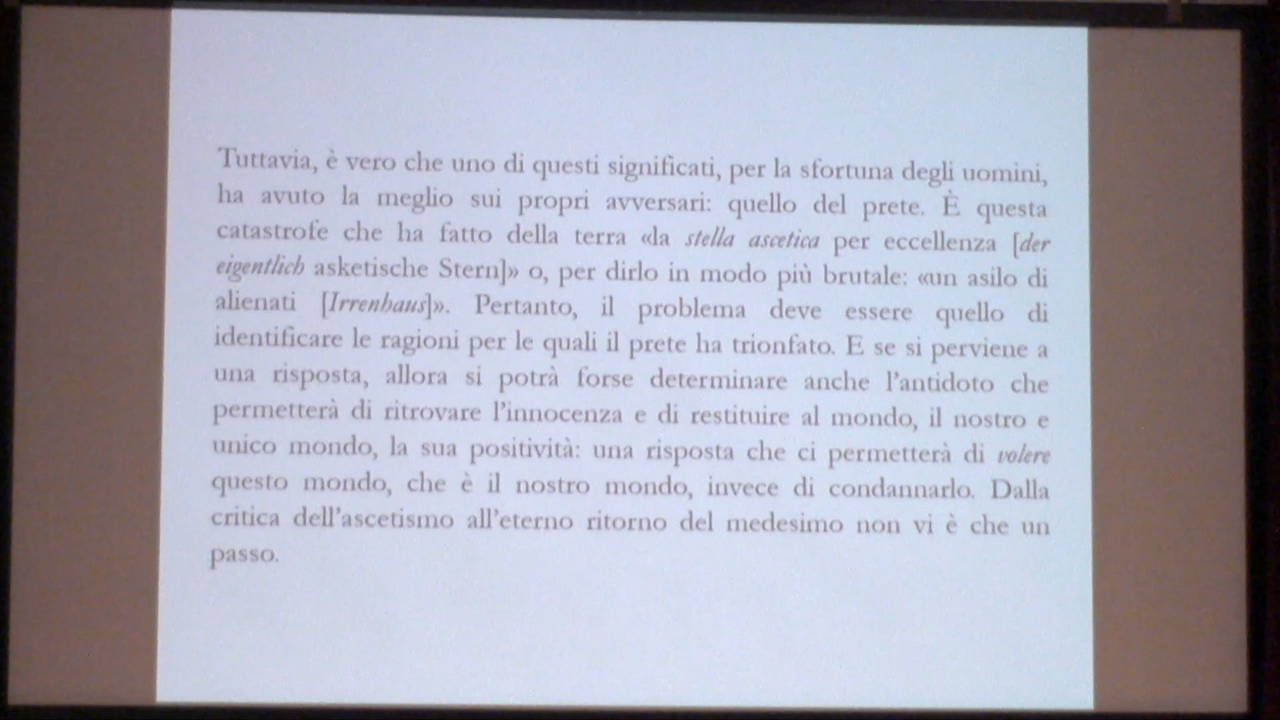 Tuttavia, è vero che uno di questi significati, per la sfortuna degli uomini,
ha avuto la meglio sui propri avversari: quello del prete. È questa
catastrofe che ha fatto della terra «la stella ascetica per eccellenza [der
eigentlich asketische Stern]» o, per dirlo in modo più brutale: «un asilo di
alienati [Irrenhaus]». Pertanto, il problema deve essere quello di
identificare le ragioni per le quali il prete ha trionfato. E se si perviene a
una risposta, allora si potrà forse determinare anche l'antidoto che
permetterà di ritrovare l'innocenza e di restituire al mondo, il nostro e
unico mondo, la sua positività: una risposta che ci permetterà di volere
questo mondo, che è il nostro mondo, invece di condannarlo. Dalla
critica dell'ascetismo all'eterno ritorno del medesimo non vi è che un
passo.